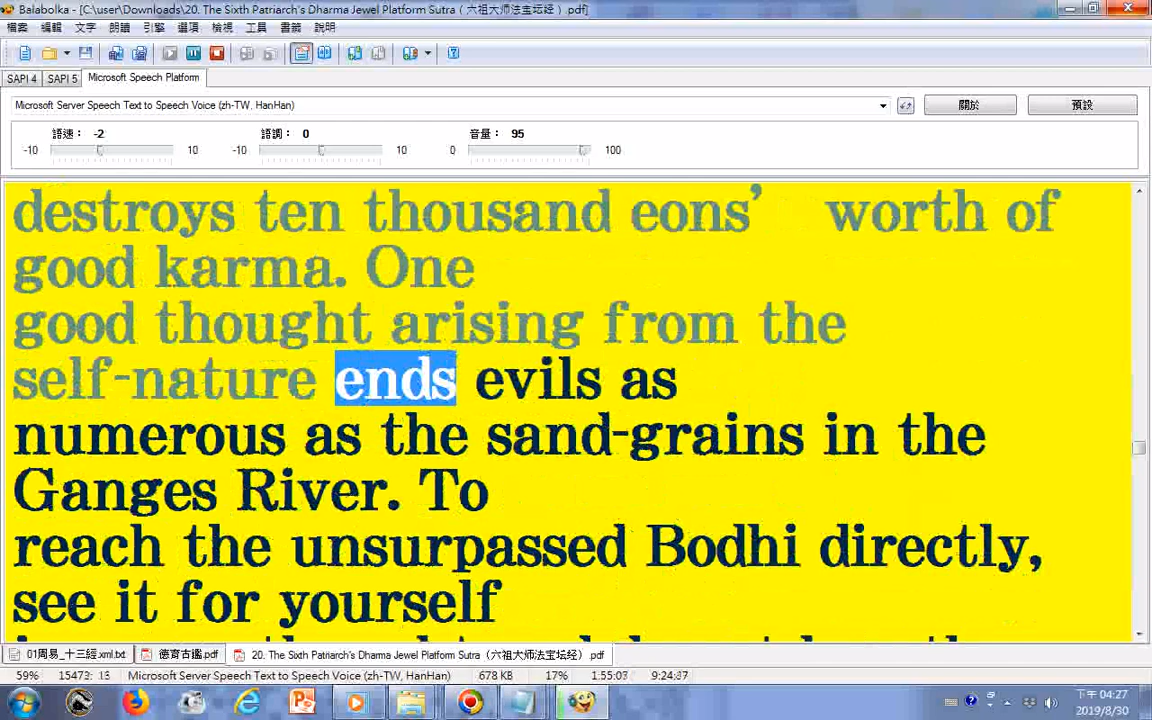 Balabolka - [C:\user\Downloads\20. The Sixth Patriarch's Dharma Jewel Platform Sutra（六祖大师法宝坛经）.pdf]
檔案 編輯 文字 朗讀 引擎 選項 檢視 工具 書籤 說明
SAPI 4 SAPI 5 Microsoft Speech Platform
Microsoft Server Speech Text to Speech Voice (zh-TW, HanHan) 關於 預設
語速： -2 語調： 0 音量： 95
-10 10 -10 10 0 100
destroys ten thousand eons’ worth of
good karma. One
good thought arising from the
self-nature ends evils as
numerous as the sand-grains in the
Ganges River. To
reach the unsurpassed Bodhi directly,
see it for yourself
01周易_十三經.xml.txt 德育古鑑.pdf 20. The Sixth Patriarch's Dharma Jewel Platform Sutra（六祖大师法宝坛经）.pdf
59% 15472: 13 Microsoft Server Speech Text to Speech Voice (zh-TW, HanHan) 678 KB 17% 1:55:03 9:24:37
下午 04:27
2019/8/30